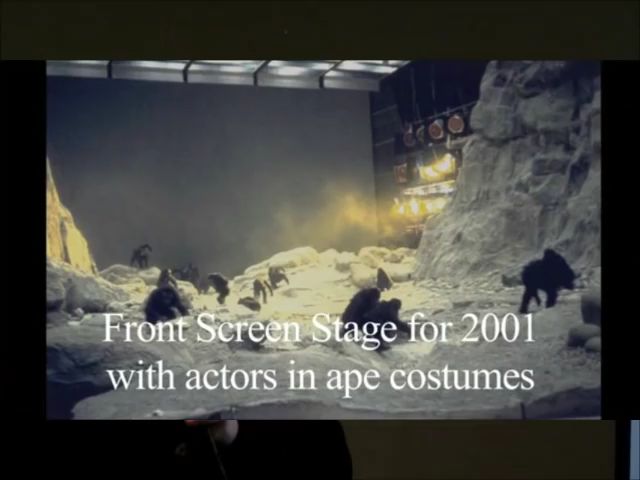 Front Screen Stage for 2001
with actors in ape costumes